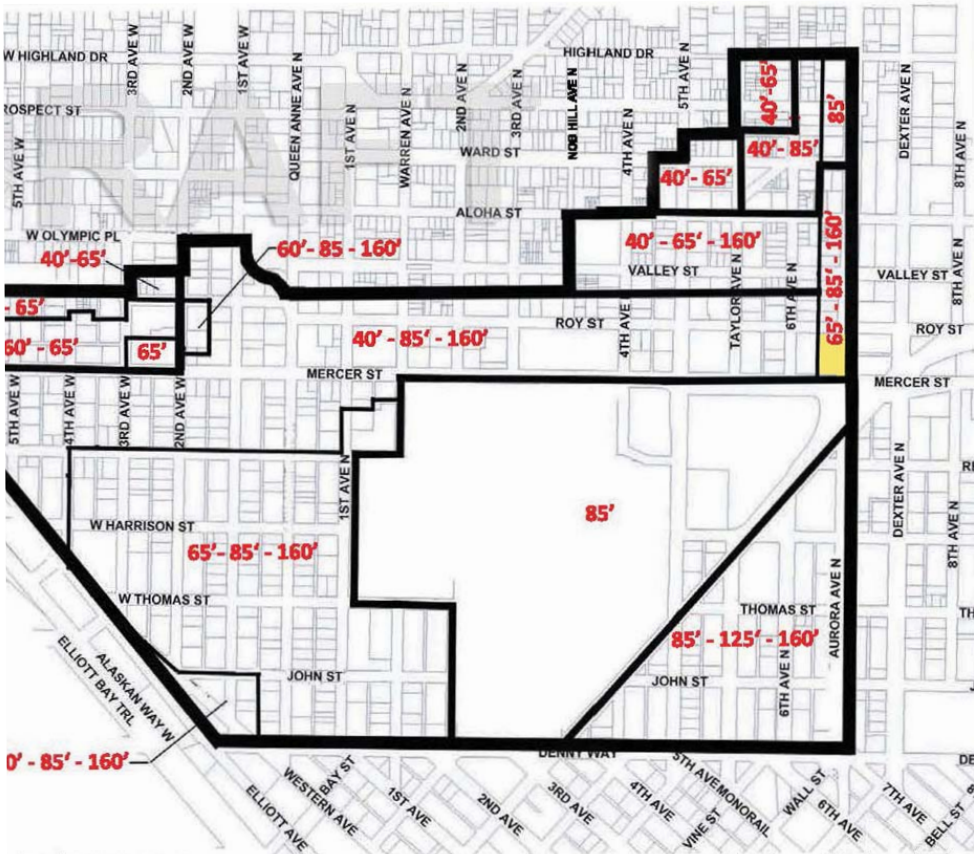 W HIGHLAND DR
3RD AVE W
2ND AVE W
1ST AVE W
HIGHLAND DR
ROSPECT ST
5TH AVE W
QUEEN ANNE AVE N
1ST AVE N
WARREN AVE N
2ND AVE N
3RD AVE N
NOB HILL AVE N
4TH AVE N
5TH AVE N
40'-65'
85'
DEXTER AVE N
8TH AVE N
WARD ST
40'- 85'
40'-65'
ALOHA ST
W OLYMPIC PL
40'-65'
60'- 85 - 160'
40'- 65' - 160'
VALLEY ST
65' - 85' - 160'
VALLEY ST
8TH AVE N
- 65'
60' - 65'
65'
40' - 85' - 160'
ROY ST
4TH AVE
TAYLOR AVE N
6TH AVE N
ROY ST
MERCER ST
MERCER ST
5TH AVE W
4TH AVE W
3RD AVE W
2ND AVE W
1ST AVE N
W HARRISON ST
65'- 85' - 160'
85'
DEXTER AVE N
8TH AVE N
W THOMAS ST
THOMAS ST
TH
85' - 125' - 160'
AURORA AVE N
ELLIOTT BAY TRL
ALASKAN WAY W
JOHN ST
JOHN ST
6TH AVE N
0' - 85' - 160'
DENNY WAY
DE
ELLIOTT AVE
WESTERN AVE
BAY ST
1ST AVE
2ND AVE
3RD AVE
4TH AVE
VINE ST
5TH AVE
MONORAIL
WALL ST
6TH AVE
7TH AVE
BELL ST